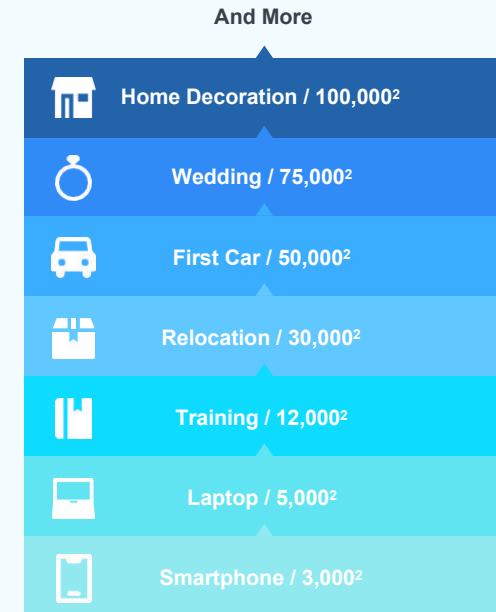 And More
Home Decoration / 100,000²
Wedding / 75,000²
First Car / 50,000²
Relocation / 30,000²
Training / 12,000²
Laptop / 5,000²
Smartphone / 3,000²